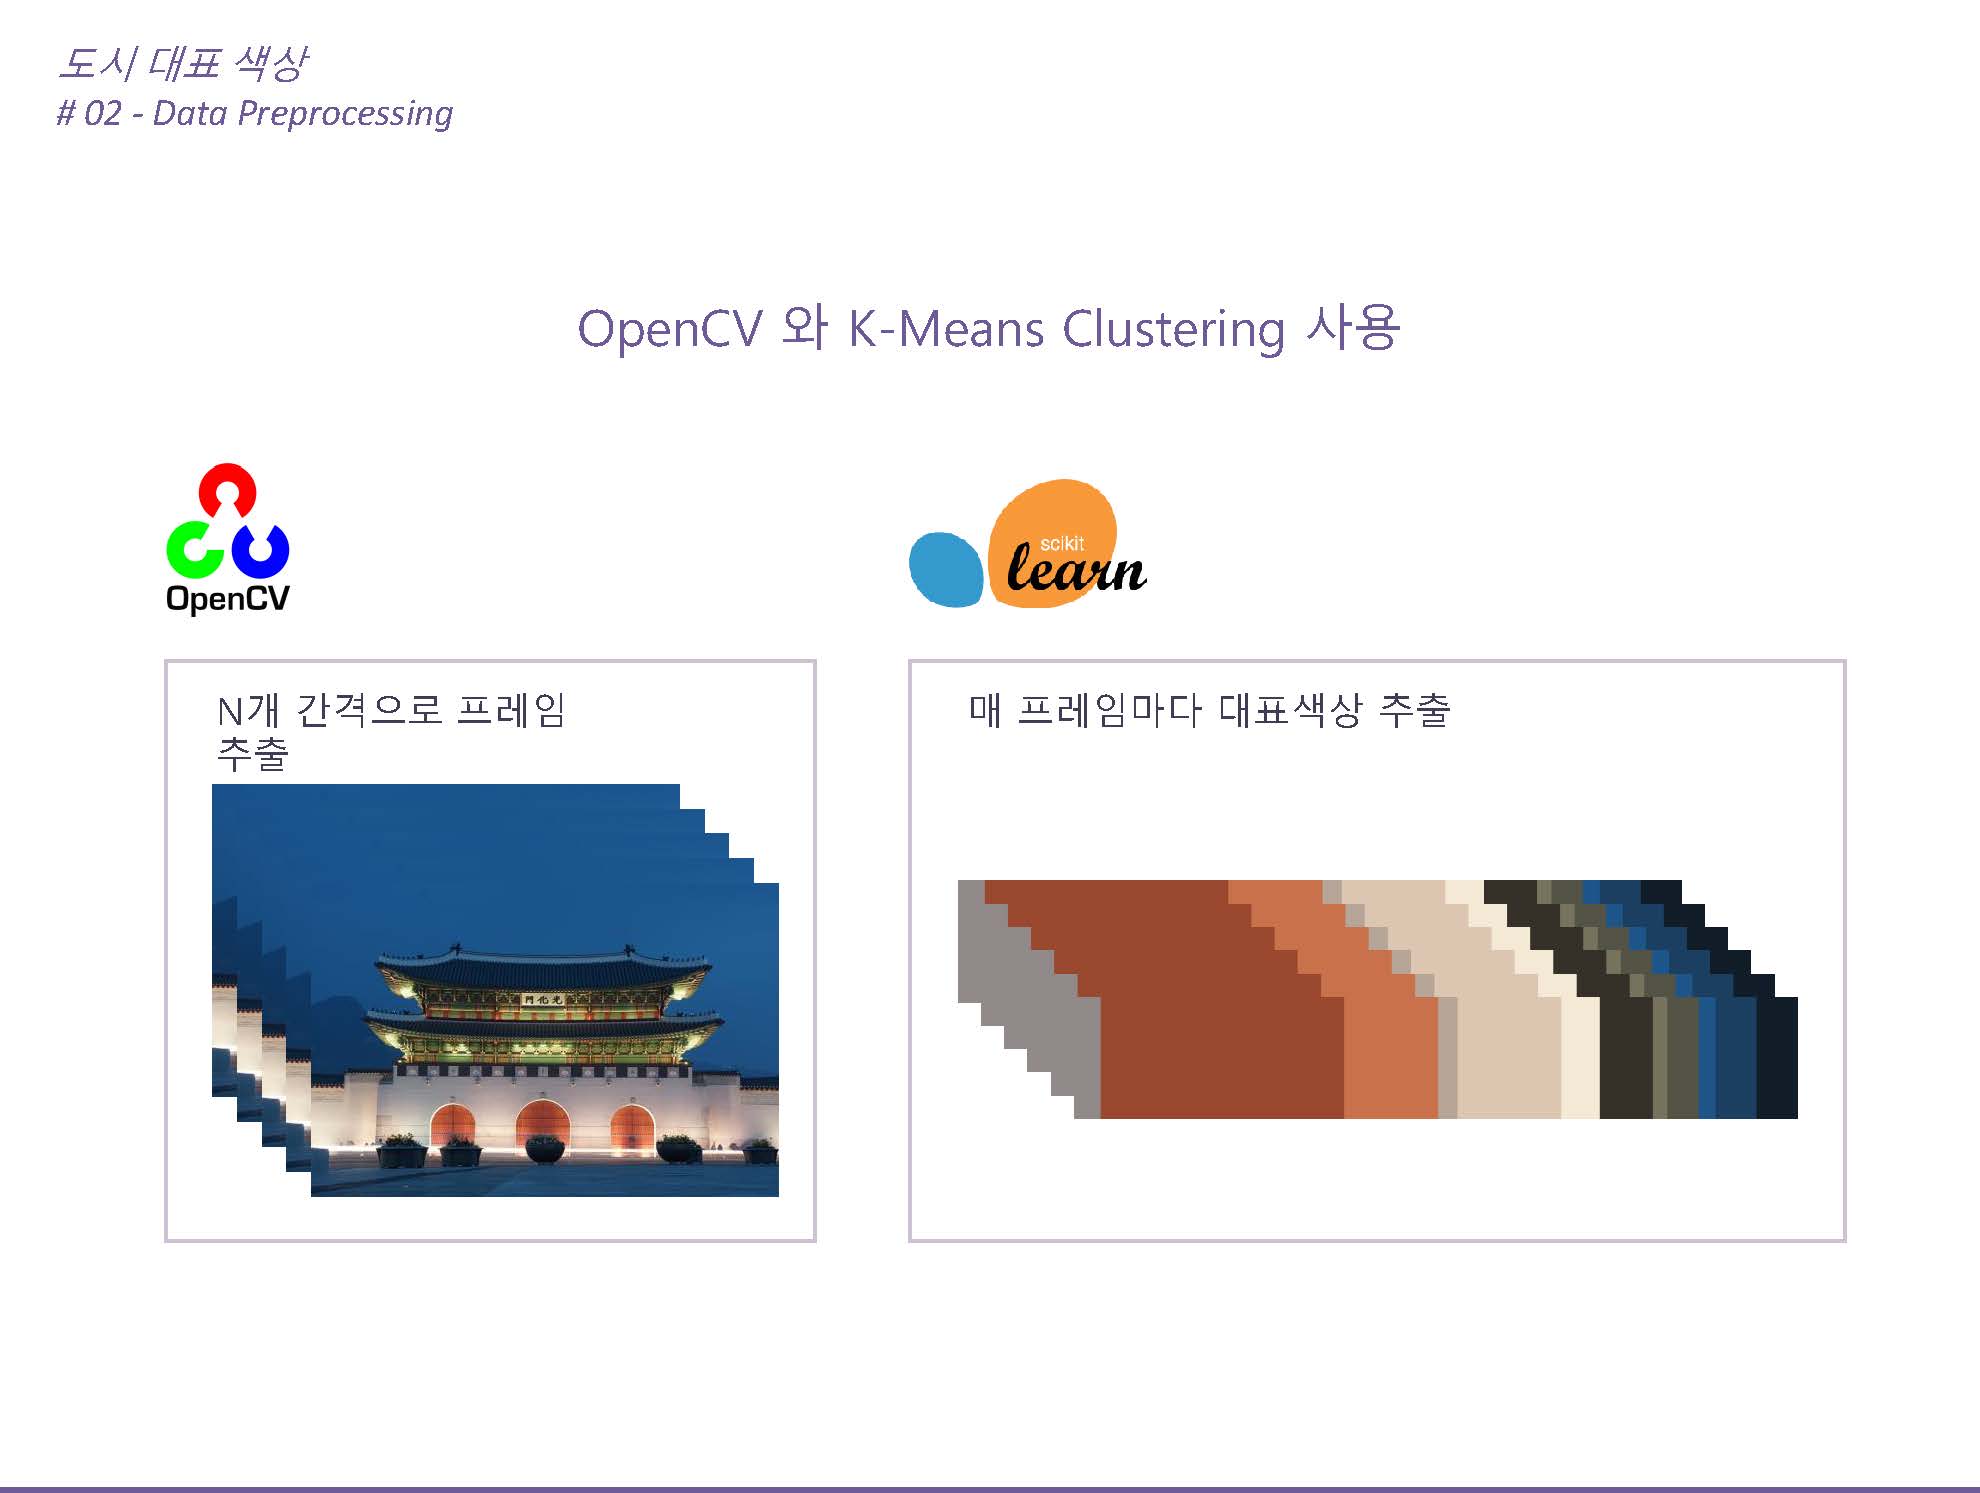 도시 대표 색상
# 02 - Data Preprocessing
OpenCV 와 K-Means Clustering 사용
OpenCV
scikit
learn
N개 간격으로 프레임
추출
매 프레임마다 대표색상 추출
門化光